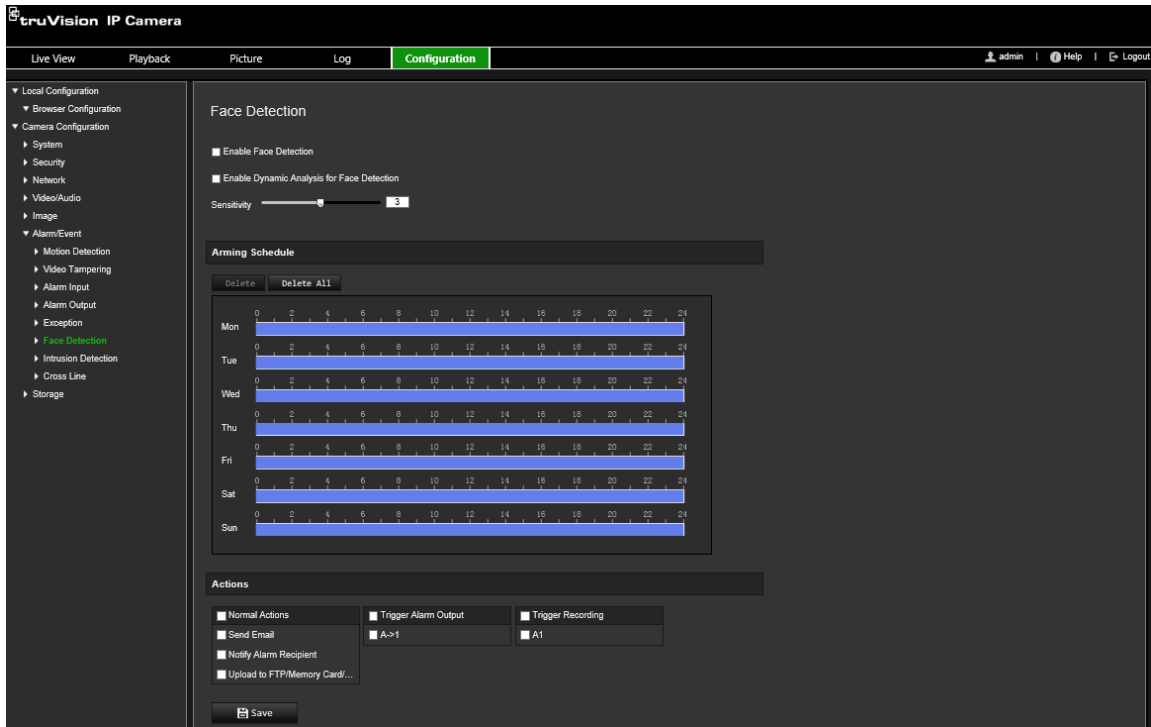 truVision IP Camera
Live View Playback Picture Log Configuration admin | Help | Logout
Local Configuration
Browser Configuration
Camera Configuration
System
Security
Network
Video/Audio
Image
Alarm/Event
Motion Detection
Video Tampering
Alarm Input
Alarm Output
Exception
Face Detection
Intrusion Detection
Cross Line
Storage
Face Detection
Enable Face Detection
Enable Dynamic Analysis for Face Detection
Sensitivity 3
Arming Schedule
Delete Delete All
0 2 4 6 8 10 12 14 16 18 20 22 24
Mon
0 2 4 6 8 10 12 14 16 18 20 22 24
Tue
0 2 4 6 8 10 12 14 16 18 20 22 24
Wed
0 2 4 6 8 10 12 14 16 18 20 22 24
Thu
0 2 4 6 8 10 12 14 16 18 20 22 24
Fri
0 2 4 6 8 10 12 14 16 18 20 22 24
Sat
0 2 4 6 8 10 12 14 16 18 20 22 24
Sun
Actions
Normal Actions Trigger Alarm Output Trigger Recording
Send Email A->1 A1
Notify Alarm Recipient
Upload to FTP/Memory Card/...
Save